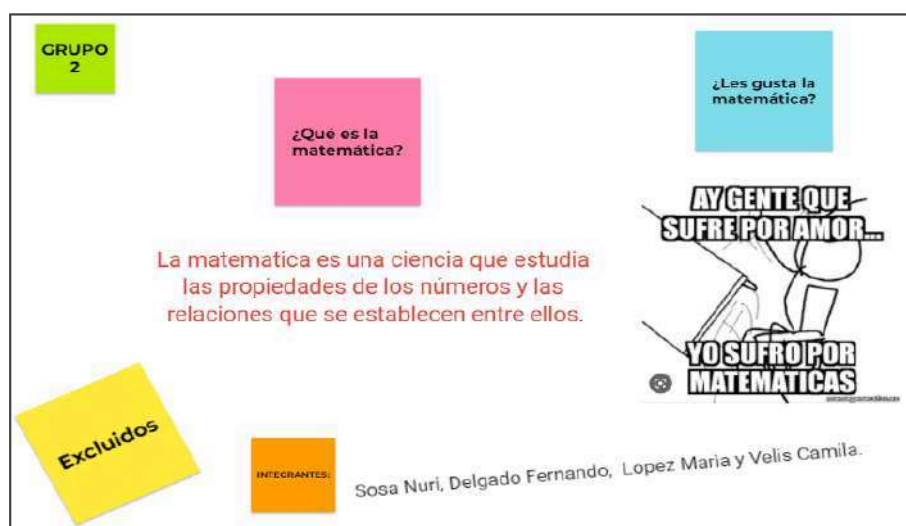 GRUPO
2
¿Qué es la
matemática?
¿Les gusta la
matemática?
AY GENTE QUE
SUFRE POR AMOR...
YO SUFRO POR
MATEMATICAS
La matematica es una ciencia que estudia
las propiedades de los números y las
relaciones que se establecen entre ellos.
Excluidos
INTEGRANTES:
Sosa Nuri, Delgado Fernando, Lopez Maria y Velis Camila.